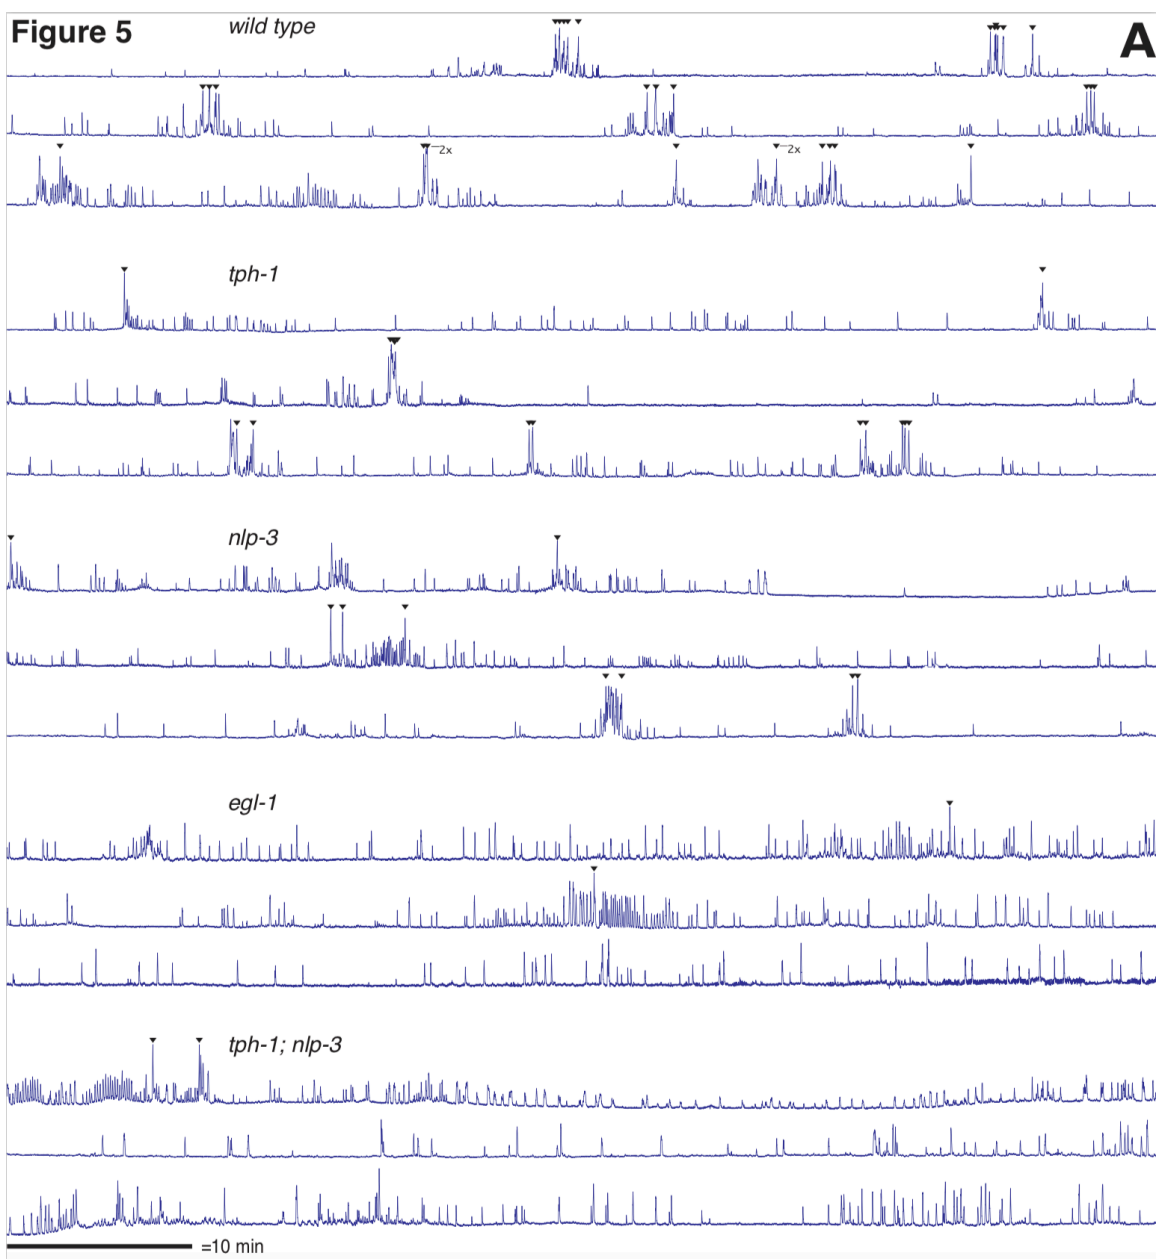 Figure 5
wild type
A
2x
2x
tph-1
nlp-3
egl-1
tph-1; nlp-3
=10 min